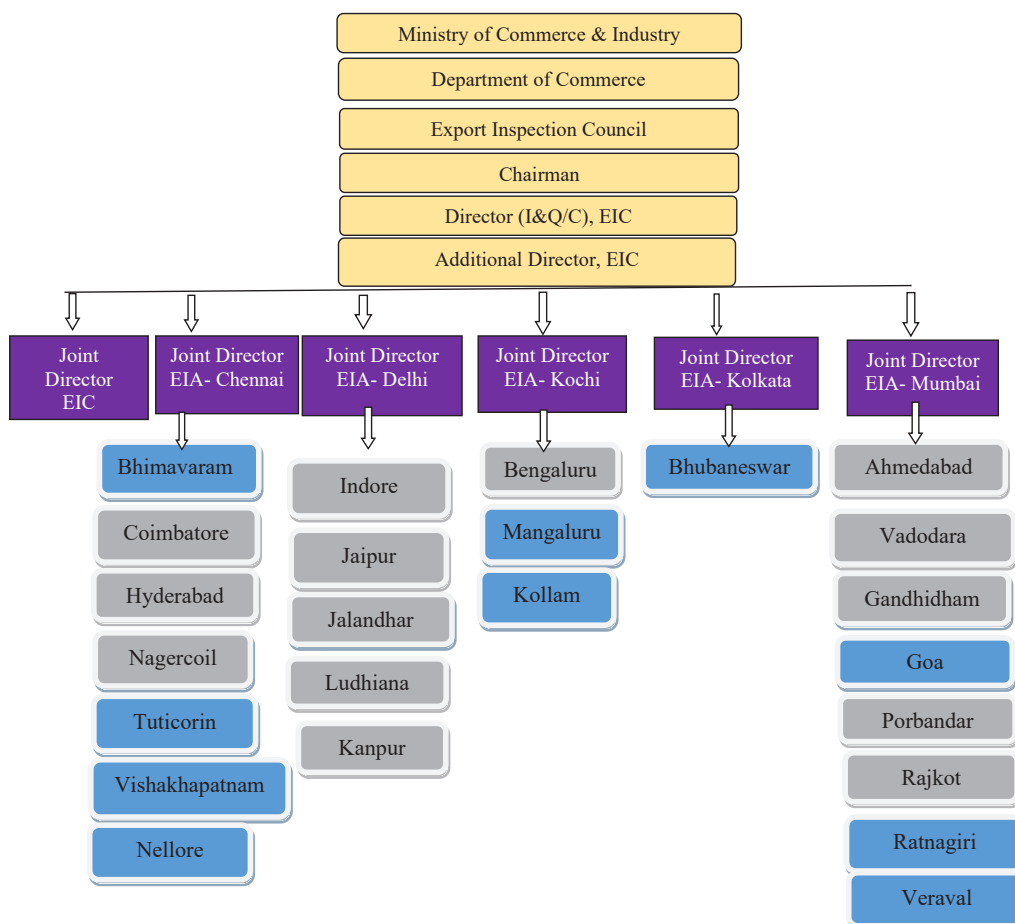 Ministry of Commerce & Industry
Department of Commerce
Export Inspection Council
Chairman
Director (I&Q/C), EIC
Additional Director, EIC
Joint
Director
EIC
Joint Director
EIA- Chennai
Joint Director
EIA- Delhi
Joint Director
EIA- Kochi
Joint Director
EIA- Kolkata
Joint Director
EIA- Mumbai
Bhimavaram
Coimbatore
Hyderabad
Nagercoil
Tuticorin
Vishakhapatnam
Nellore
Indore
Jaipur
Jalandhar
Ludhiana
Kanpur
Bengaluru
Mangaluru
Kollam
Bhubaneswar
Ahmedabad
Vadodara
Gandhidham
Goa
Porbandar
Rajkot
Ratnagiri
Veraval